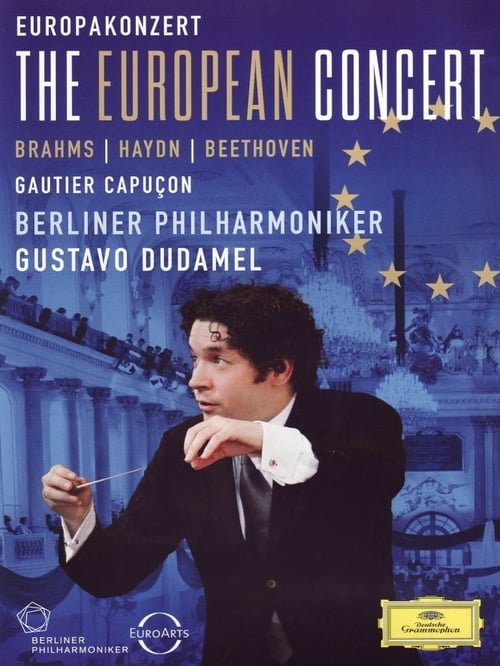 EUROPAKONZERT
THE EUROPEAN CONCERT
BRAHMS | HAYDN | BEETHOVEN
GAUTIER CAPUÇON
BERLINER PHILHARMONIKER
GUSTAVO DUDAMEL
BERLINER
PHILHARMONIKER
EUROARTS
Deutsche
Grammophon